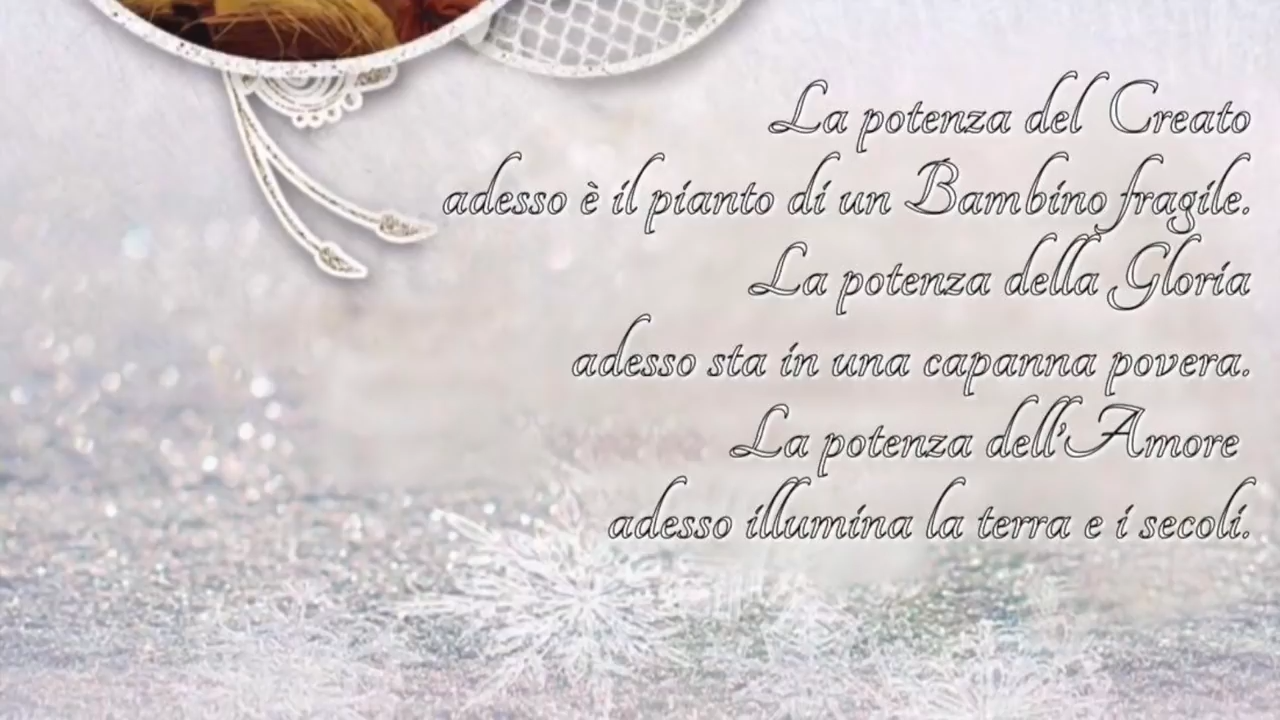 La potenza del Creato
adesso è il pianto di un Bambino fragile.
La potenza della Gloria
adesso sta in una capanna povera.
La potenza dell'Amore
adesso illumina la terra e i secoli.